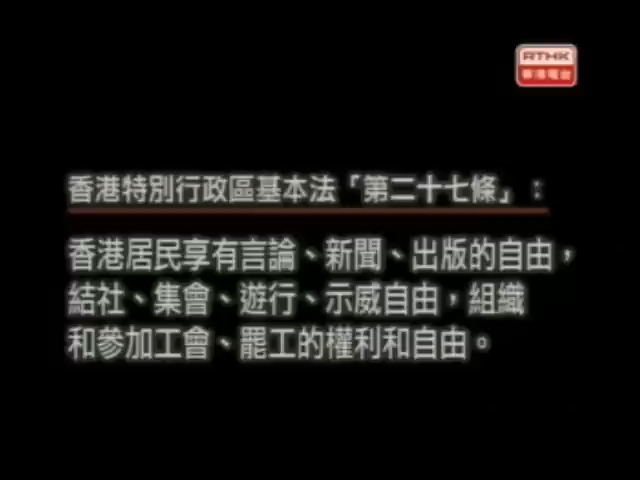 RTHK
香港電台
香港特別行政區基本法「第二十七條」：
香港居民享有言論、新聞、出版的自由，
結社、集會、遊行、示威自由，組織
和參加工會、罷工的權利和自由。